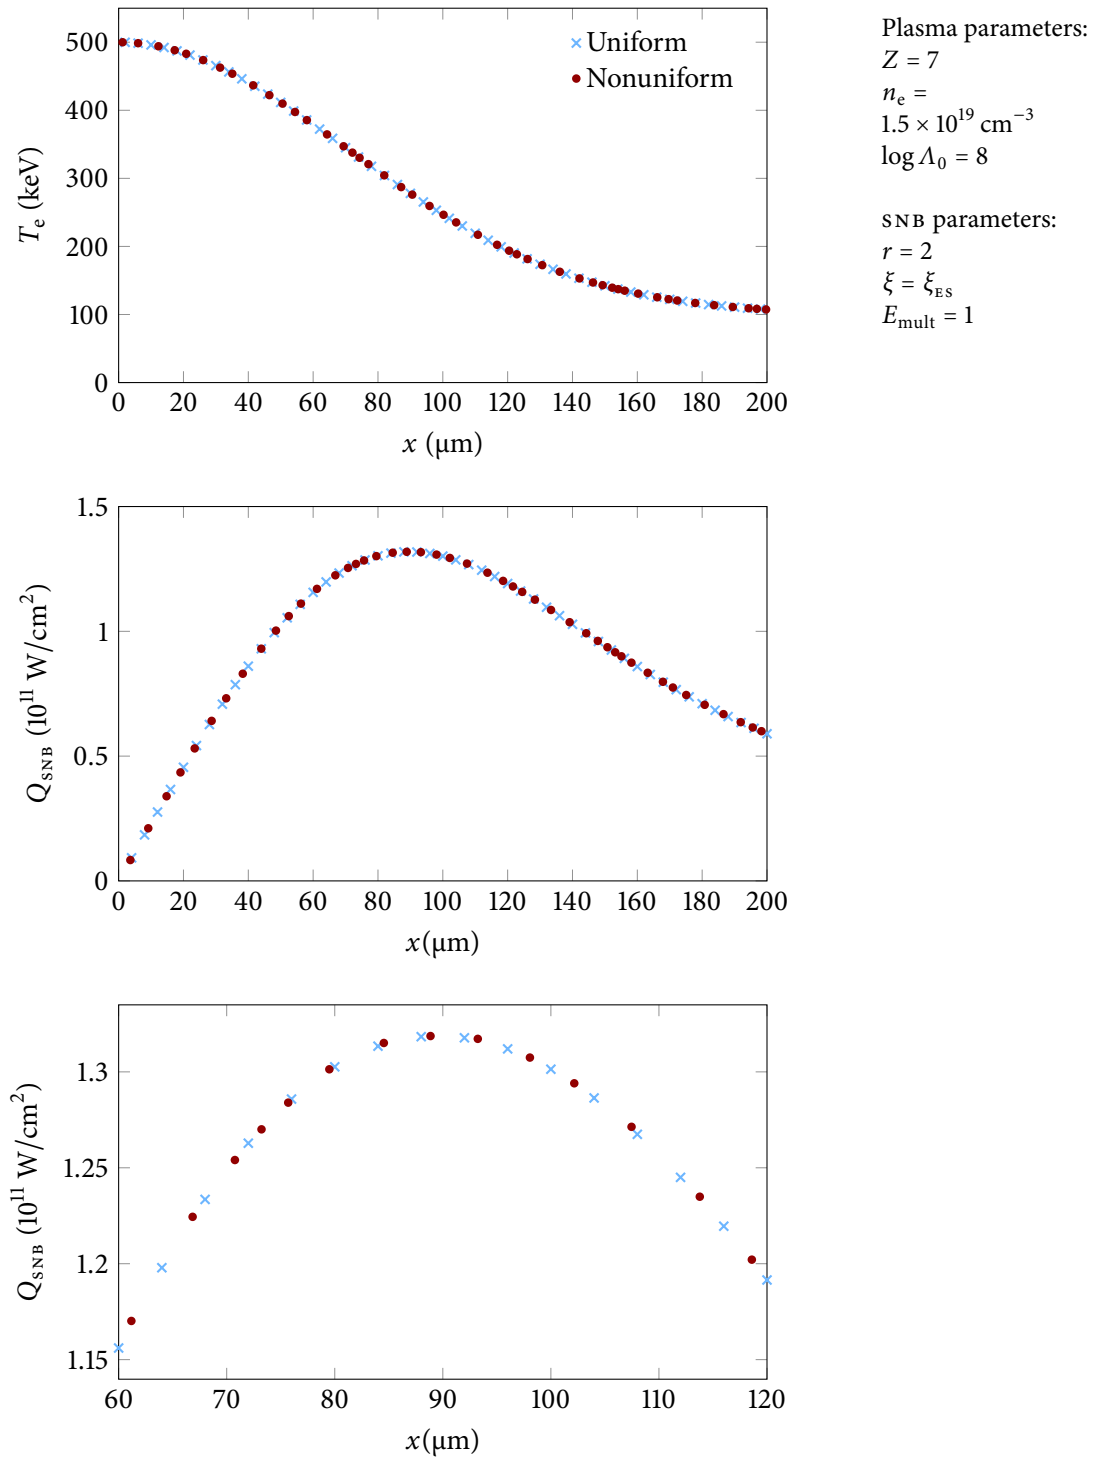 500
400
300
200
100
0
Tₑ (keV)
× Uniform
● Nonuniform
0 20 40 60 80 100 120 140 160 180 200
x (μm)
Plasma parameters:
Z = 7
nₑ =
1.5 × 10¹⁹ cm⁻³
log Λ₀ = 8
SNB parameters:
r = 2
ξ = ξ_ES
E_mult = 1
1.5
1
0.5
0
Q_SNB (10¹¹ W/cm²)
0 20 40 60 80 100 120 140 160 180 200
x(μm)
1.3
1.25
1.2
1.15
Q_SNB (10¹¹ W/cm²)
60 70 80 90 100 110 120
x(μm)